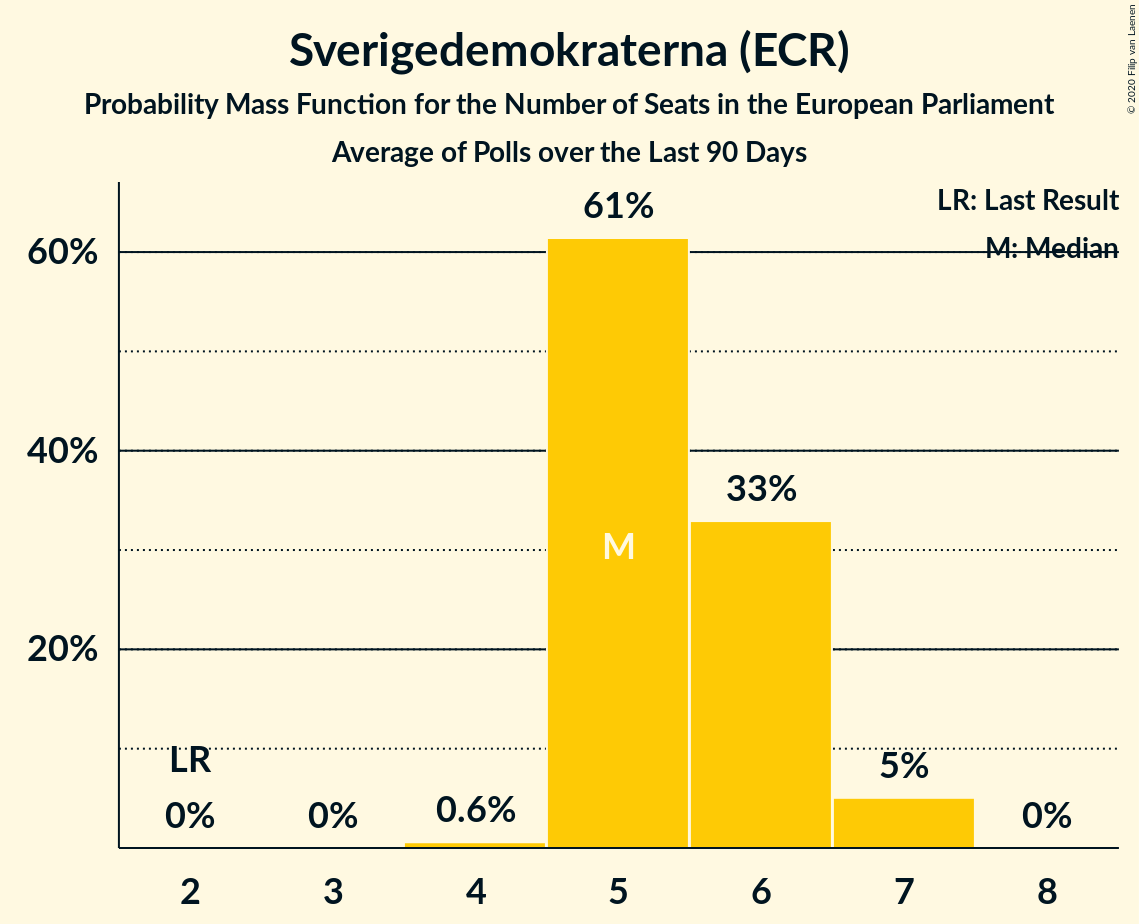 Sverigedemokraterna (ECR)
Probability Mass Function for the Number of Seats in the European Parliament
Average of Polls over the Last 90 Days
© 2020 Filip van Laenen
LR: Last Result
M: Median
61%
60%
40%
33%
M
20%
LR
5%
0% 0% 0.6% 0%
2 3 4 5 6 7 8